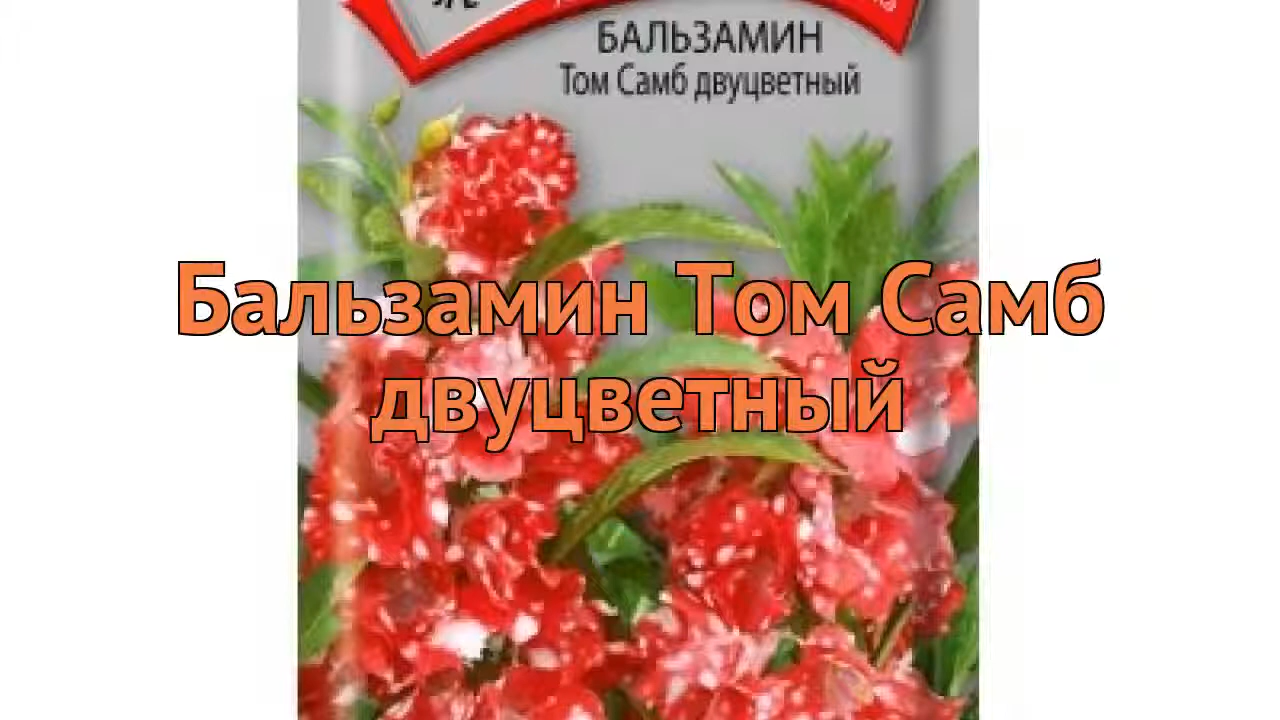 БАЛЬЗАМИН
Том Самб двуцветный
Бальзамин Том Самб
двуцветный